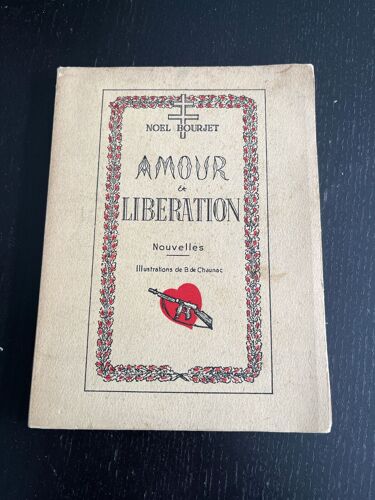 NOEL BOURJET
AMOUR
et
LIBERATION
Nouvelles
Illustrations de B. de Chaunac